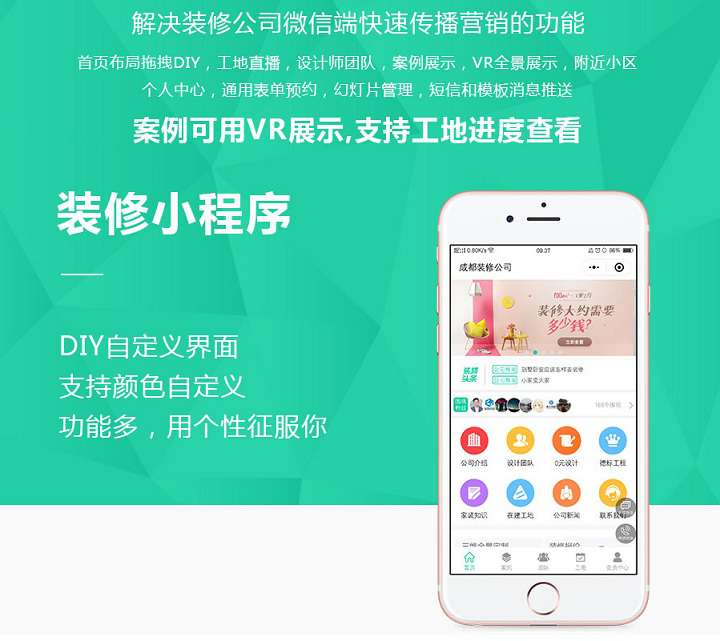 解决装修公司微信端快速传播营销的功能
首页布局拖拽DIY，工地直播，设计师团队，案例展示，VR全景展示，附近小区
个人中心，通用表单预约，幻灯片管理，短信和模板消息推送
案例可用VR展示,支持工地进度查看
装修小程序
DIY自定义界面
支持颜色自定义
功能多，用个性征服你
09:37
成都装修公司
装修大约需要
多少钱?
装修
头条
小家变大家
公司介绍 设计团队 0元设计 德标工程
家装知识 在建工地 公司新闻 联系我们
首页 案例 团队 工地 会员中心